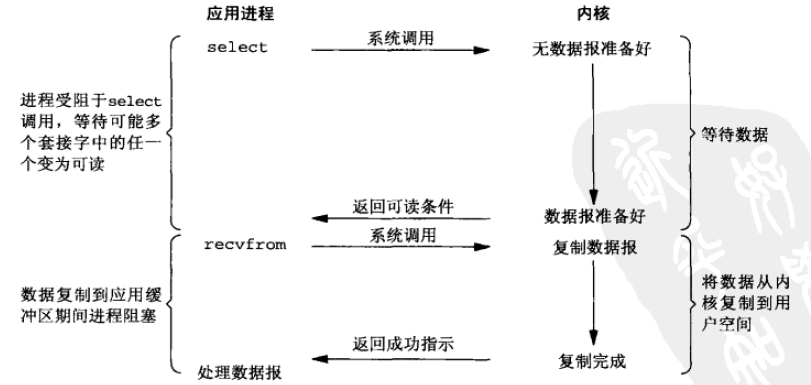 应用进程
内核
select
系统调用
无数据报准备好
进程受阻于select
调用，等待可能多
个套接字中的任一
个变为可读
等待数据
返回可读条件
数据报准备好
recvfrom
系统调用
复制数据报
数据复制到应用缓
冲区期间进程阻塞
将数据从内
核复制到用
户空间
返回成功指示
复制完成
处理数据报